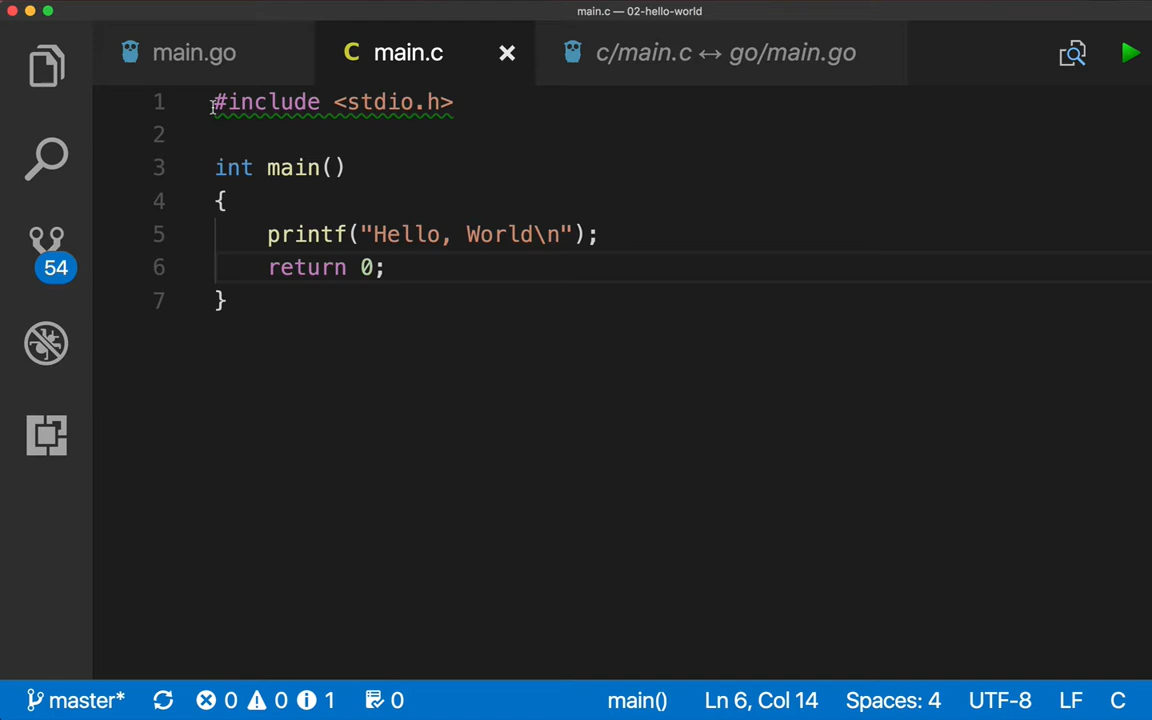 main.c — 02-hello-world
main.go
C main.c
c/main.c ↔ go/main.go
1 #include <stdio.h>
2
3 int main()
4 {
5 printf("Hello, World\n");
6 return 0;
7 }
54
master* 0 0 1 0 main() Ln 6, Col 14 Spaces: 4 UTF-8 LF C